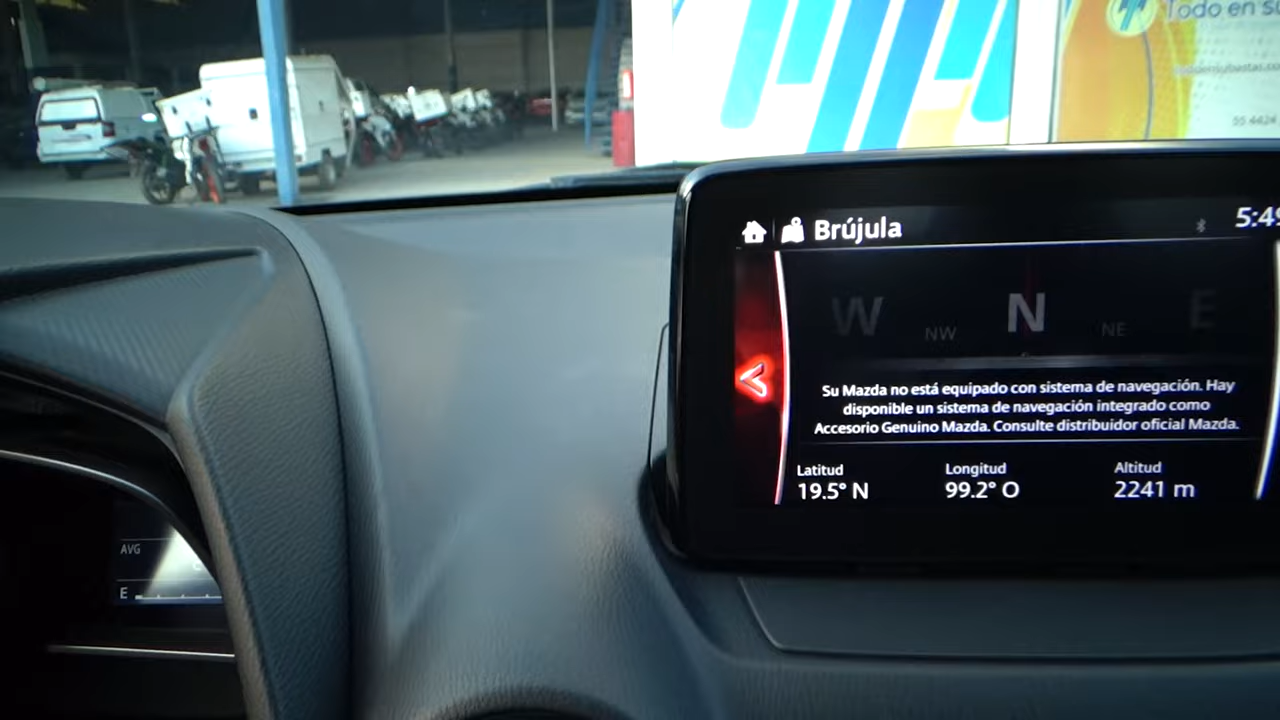 Todo en su
55 4424
Brújula
5:49
W
NW
N
NE
E
Su Mazda no está equipado con sistema de navegación. Hay
disponible un sistema de navegación integrado como
Accesorio Genuino Mazda. Consulte distribuidor oficial Mazda.
Latitud
Longitud
Altitud
19.5° N
99.2° O
2241 m
AVG
E